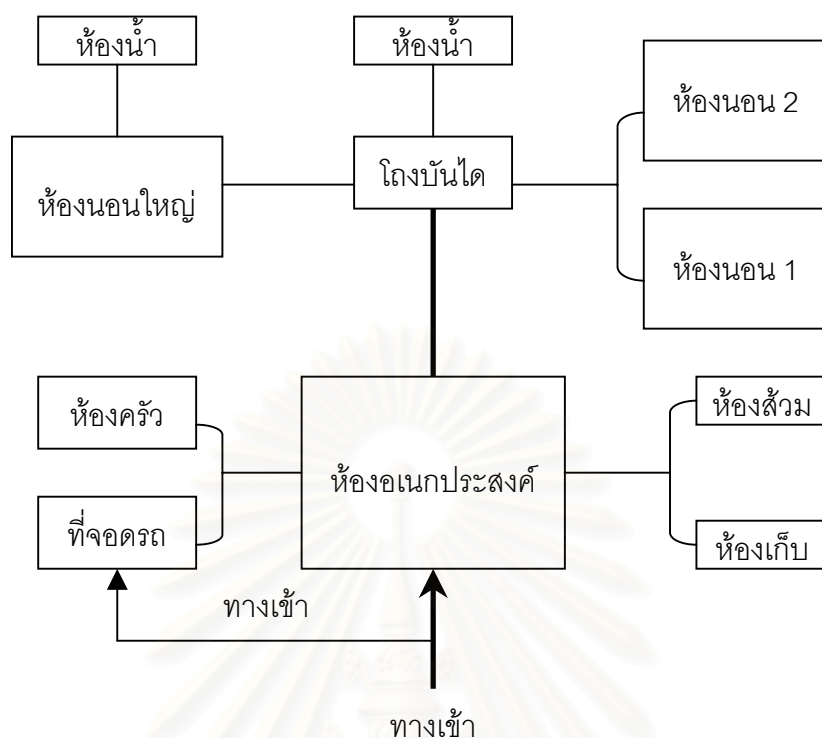 ห้องน้ำ
ห้องน้ำ
ห้องนอน 2
โถงบันได
ห้องนอนใหญ่
ห้องนอน 1
ห้องครัว
ห้องส้วม
ห้องอเนกประสงค์
ที่จอดรถ
ห้องเก็บ
ทางเข้า
ทางเข้า